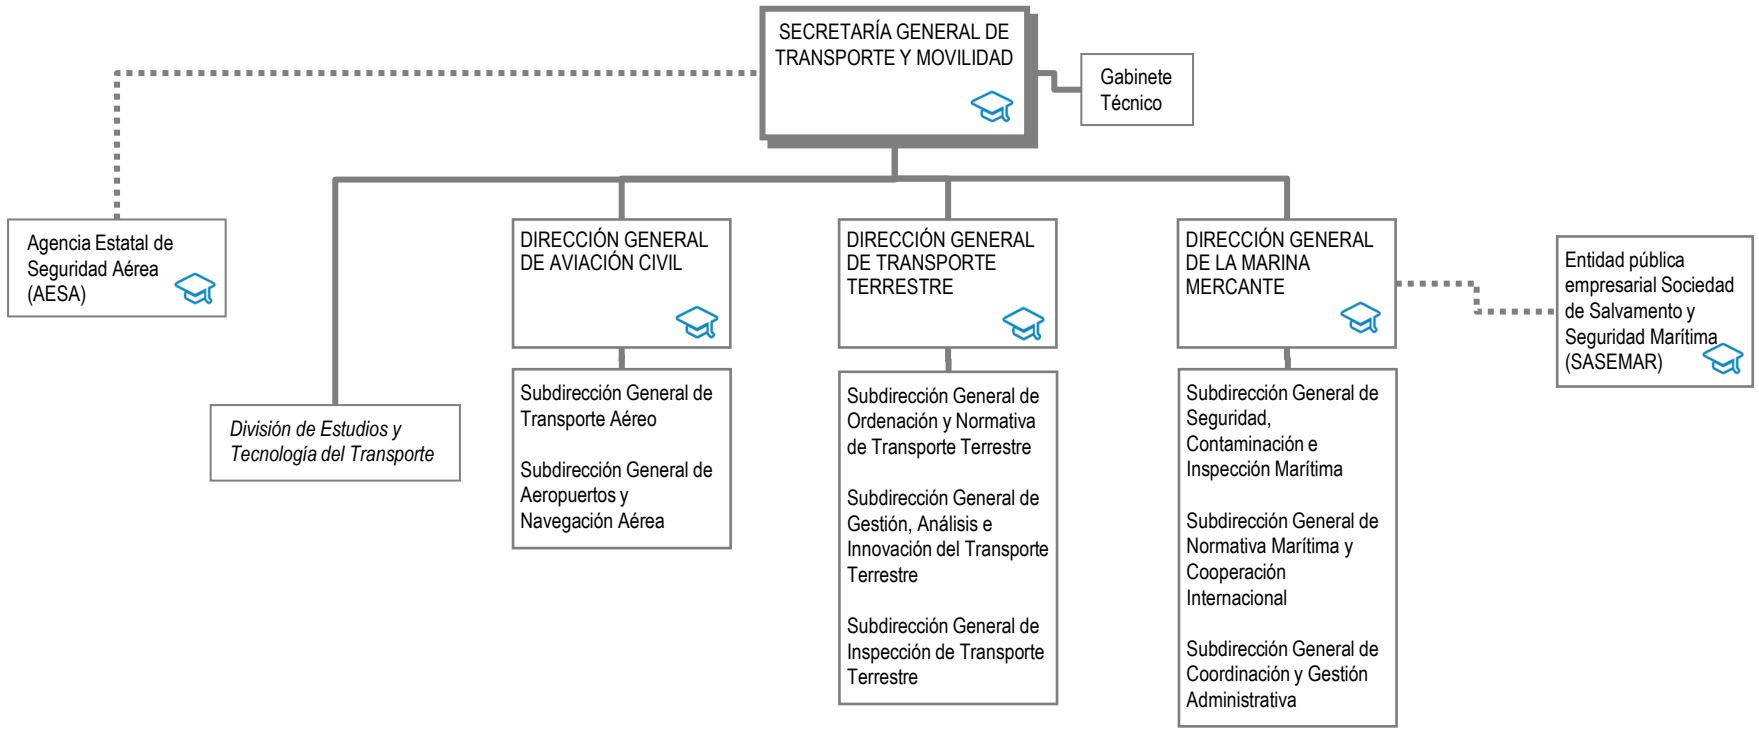 SECRETARÍA GENERAL DE
TRANSPORTE Y MOVILIDAD
Gabinete
Técnico
Agencia Estatal de
Seguridad Aérea
(AESA)
DIRECCIÓN GENERAL
DE AVIACIÓN CIVIL
DIRECCIÓN GENERAL
DE TRANSPORTE
TERRESTRE
DIRECCIÓN GENERAL
DE LA MARINA
MERCANTE
Entidad pública
empresarial Sociedad
de Salvamento y
Seguridad Marítima
(SASEMAR)
División de Estudios y
Tecnología del Transporte
Subdirección General de
Transporte Aéreo
Subdirección General de
Aeropuertos y
Navegación Aérea
Subdirección General de
Ordenación y Normativa
de Transporte Terrestre
Subdirección General de
Gestión, Análisis e
Innovación del Transporte
Terrestre
Subdirección General de
Inspección de Transporte
Terrestre
Subdirección General de
Seguridad,
Contaminación e
Inspección Marítima
Subdirección General de
Normativa Marítima y
Cooperación
Internacional
Subdirección General de
Coordinación y Gestión
Administrativa